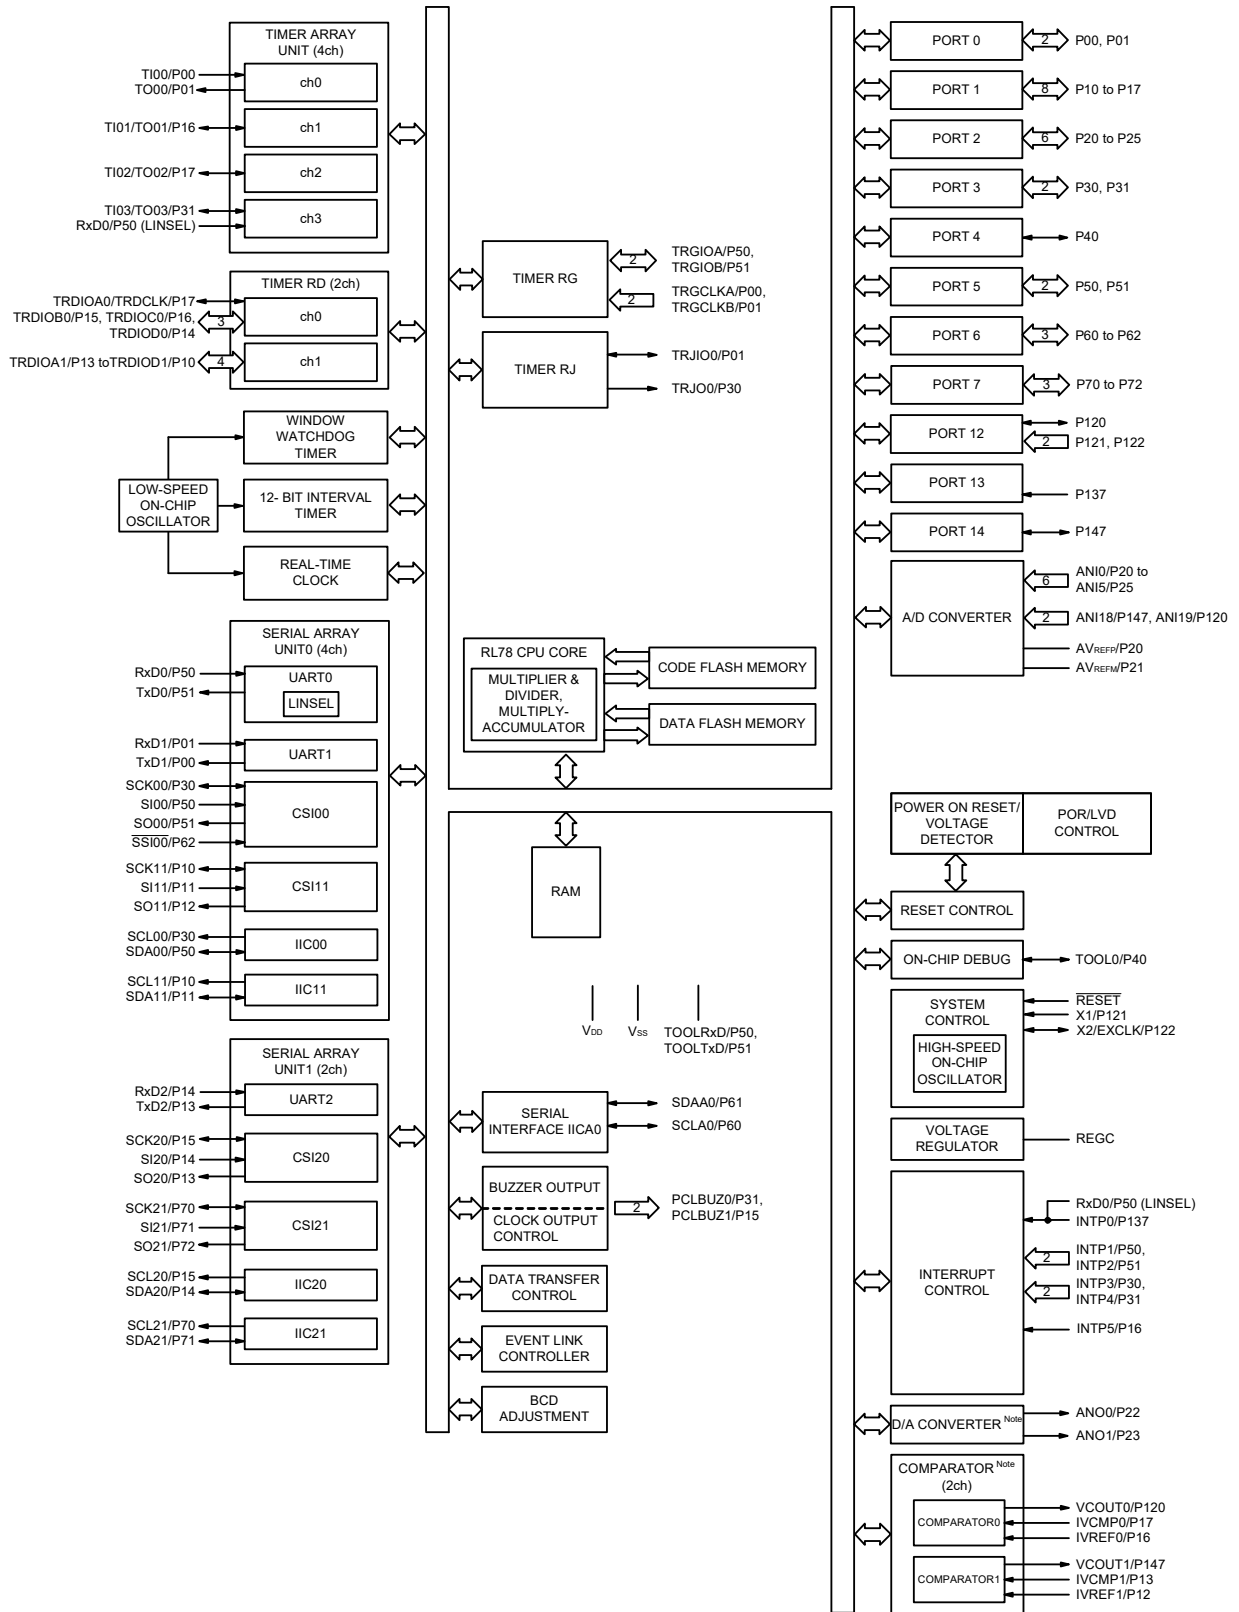 TIMER ARRAY
UNIT (4ch)
TI00/P00
TO00/P01
ch0
TI01/TO01/P16
ch1
TI02/TO02/P17
ch2
TI03/TO03/P31
RxD0/P50 (LINSEL)
ch3
TIMER RD (2ch)
TRDIOA0/TRDCLK/P17
TRDIOB0/P15, TRDIOC0/P16,
TRDIOD0/P14
3
ch0
TRDIOA1/P13 toTRDIOD1/P10
4
ch1
WINDOW
WATCHDOG
TIMER
LOW-SPEED
ON-CHIP
OSCILLATOR
12- BIT INTERVAL
TIMER
REAL-TIME
CLOCK
SERIAL ARRAY
UNIT0 (4ch)
RxD0/P50
TxD0/P51
UART0
LINSEL
RxD1/P01
TxD1/P00
UART1
SCK00/P30
SI00/P50
SO00/P51
SSI00/P62
CSI00
SCK11/P10
SI11/P11
SO11/P12
CSI11
SCL00/P30
SDA00/P50
IIC00
SCL11/P10
SDA11/P11
IIC11
SERIAL ARRAY
UNIT1 (2ch)
RxD2/P14
TxD2/P13
UART2
SCK20/P15
SI20/P14
SO20/P13
CSI20
SCK21/P70
SI21/P71
SO21/P72
CSI21
SCL20/P15
SDA20/P14
IIC20
SCL21/P70
SDA21/P71
IIC21
TIMER RG
2
TRGIOA/P50,
TRGIOB/P51
2
TRGCLKA/P00,
TRGCLKB/P01
TIMER RJ
TRJIO0/P01
TRJO0/P30
RL78 CPU CORE
MULTIPLIER &
DIVIDER,
MULTIPLY-
ACCUMULATOR
CODE FLASH MEMORY
DATA FLASH MEMORY
RAM
VDD
VSS
TOOLRxD/P50,
TOOLTxD/P51
SERIAL
INTERFACE IICA0
SDAA0/P61
SCLA0/P60
BUZZER OUTPUT
CLOCK OUTPUT
CONTROL
2
PCLBUZ0/P31,
PCLBUZ1/P15
DATA TRANSFER
CONTROL
EVENT LINK
CONTROLLER
BCD
ADJUSTMENT
PORT 0
2
P00, P01
PORT 1
8
P10 to P17
PORT 2
6
P20 to P25
PORT 3
2
P30, P31
PORT 4
P40
PORT 5
2
P50, P51
PORT 6
3
P60 to P62
PORT 7
3
P70 to P72
PORT 12
P120
2
P121, P122
PORT 13
P137
PORT 14
P147
A/D CONVERTER
6
ANI0/P20 to
ANI5/P25
2
ANI18/P147, ANI19/P120
AVREFP/P20
AVREFM/P21
POWER ON RESET/
VOLTAGE
DETECTOR
POR/LVD
CONTROL
RESET CONTROL
ON-CHIP DEBUG
TOOL0/P40
SYSTEM
CONTROL
HIGH-SPEED
ON-CHIP
OSCILLATOR
RESET
X1/P121
X2/EXCLK/P122
VOLTAGE
REGULATOR
REGC
INTERRUPT
CONTROL
RxD0/P50 (LINSEL)
INTP0/P137
2
INTP1/P50,
INTP2/P51
2
INTP3/P30,
INTP4/P31
INTP5/P16
D/A CONVERTER Note
ANO0/P22
ANO1/P23
COMPARATOR Note
(2ch)
COMPARATOR0
VCOUT0/P120
IVCMP0/P17
IVREF0/P16
COMPARATOR1
VCOUT1/P147
IVCMP1/P13
IVREF1/P12